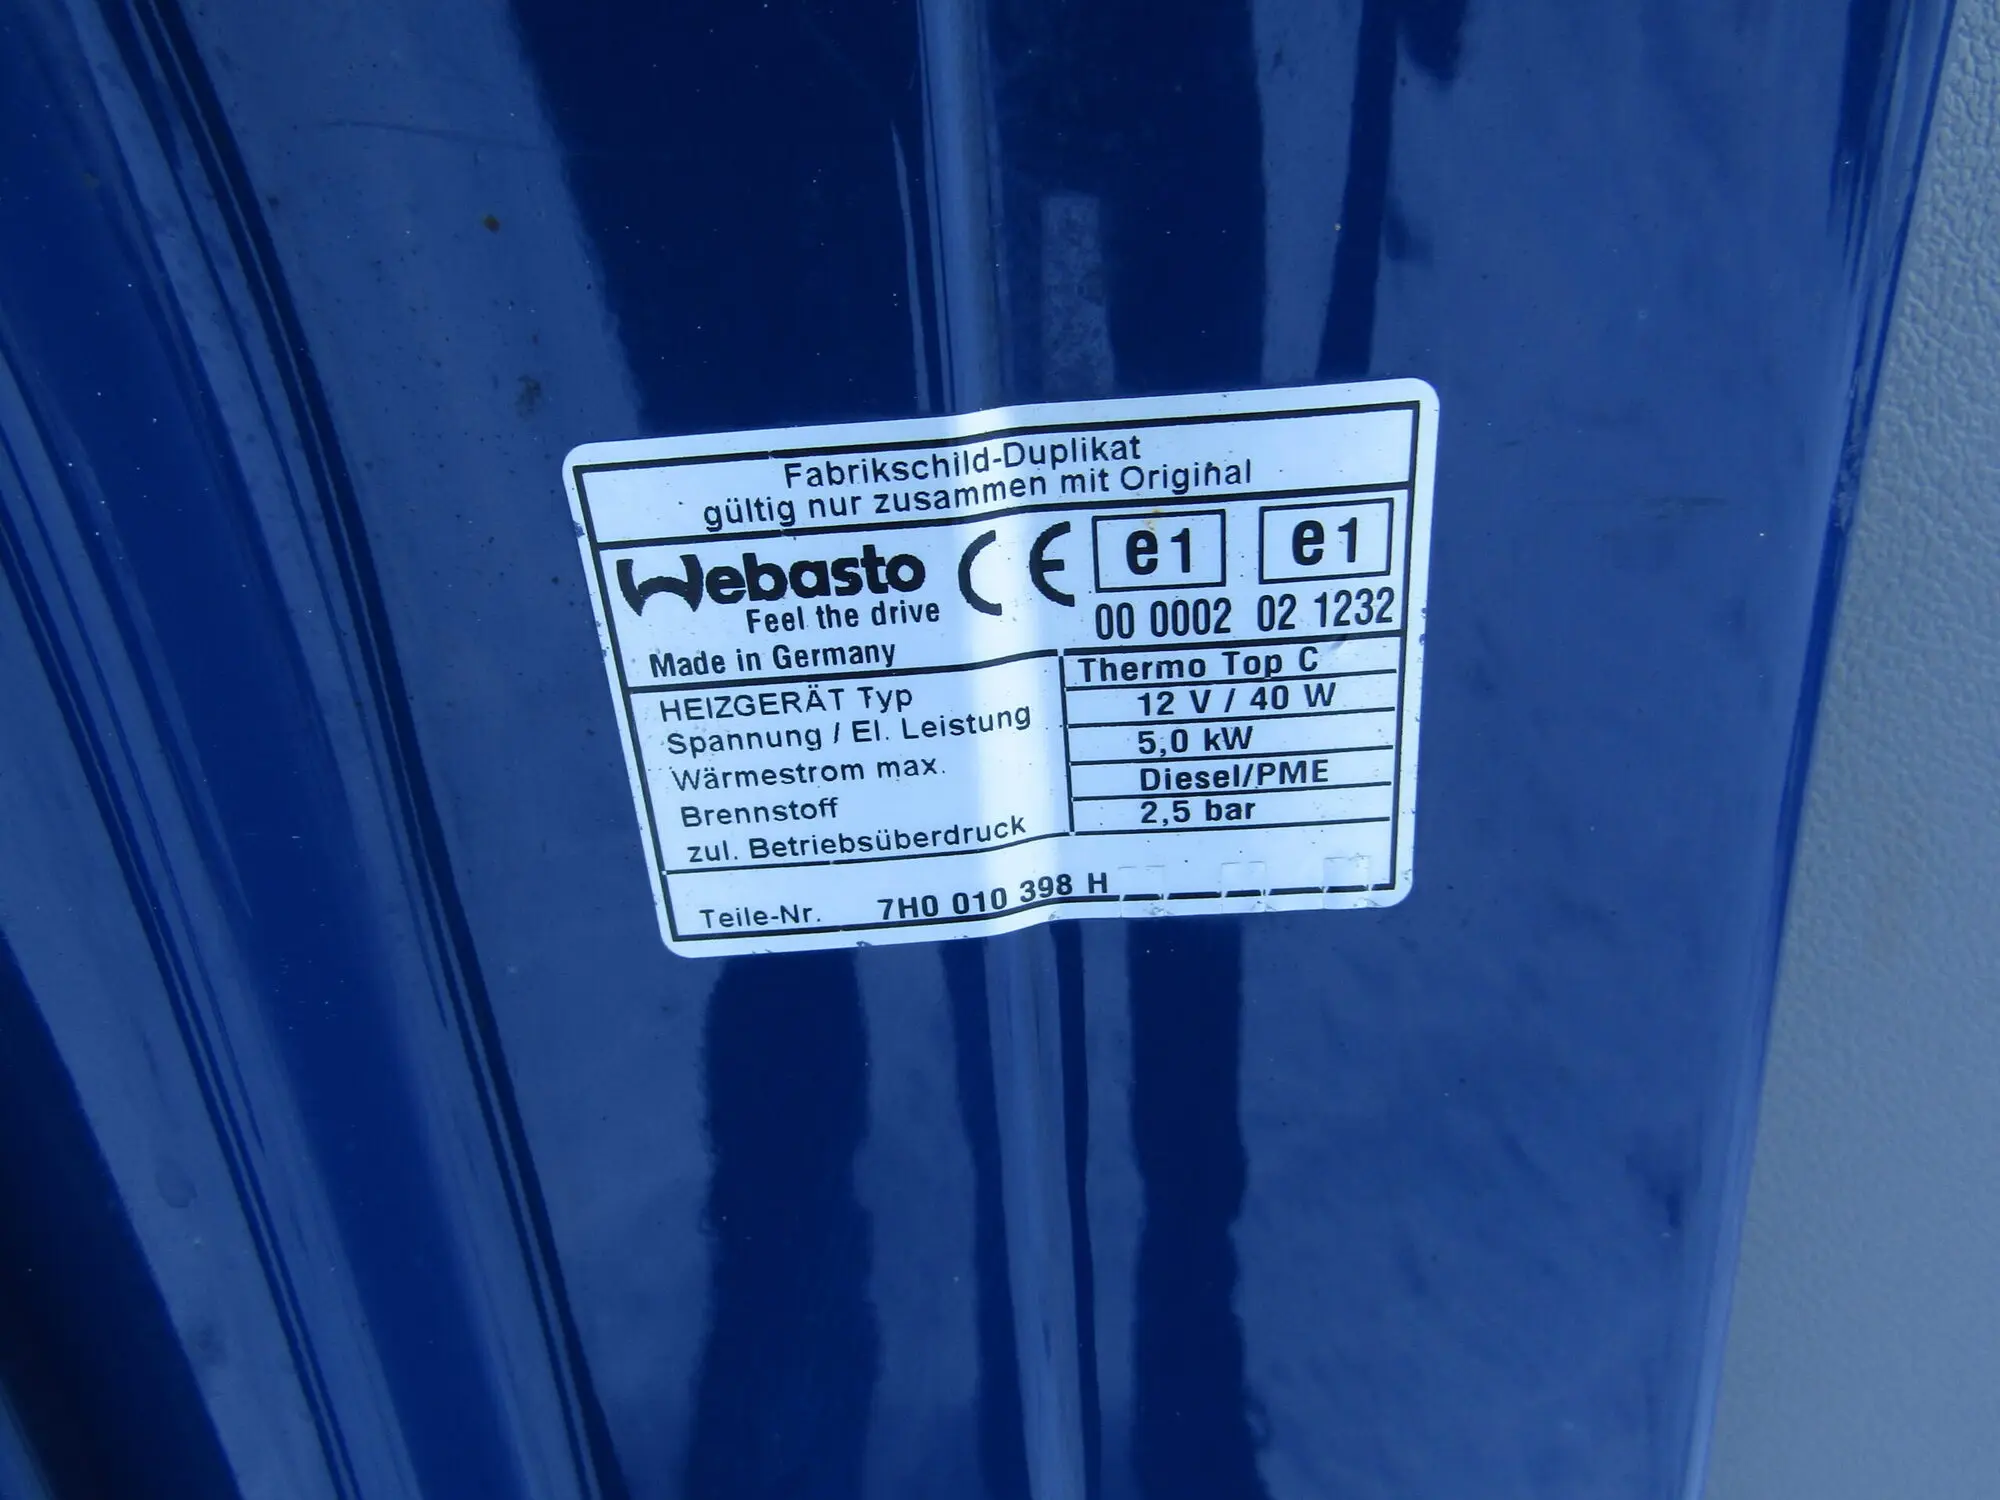 Fabrikschild-Duplikat
gültig nur zusammen mit Original
Webasto CE e1 e1
Feel the drive 00 0002 02 1232
Made in Germany
HEIZGERÄT Typ Thermo Top C
Spannung / El. Leistung 12 V / 40 W
Wärmestrom max. 5,0 kW
Brennstoff Diesel/PME
zul. Betriebsüberdruck 2,5 bar
Teile-Nr. 7H0 010 398 H